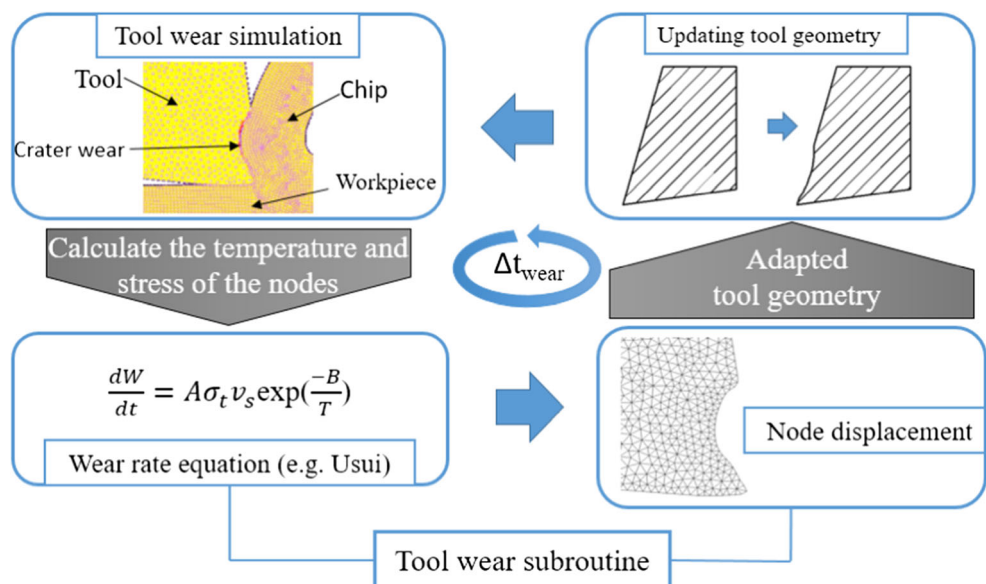 Tool wear simulation
Tool
Chip
Crater wear
Workpiece
Updating tool geometry
Calculate the temperature and
stress of the nodes
Δt_wear
Adapted
tool geometry
dW/dt = Aσ_t v_s exp(-B/T)
Wear rate equation (e.g. Usui)
Node displacement
Tool wear subroutine